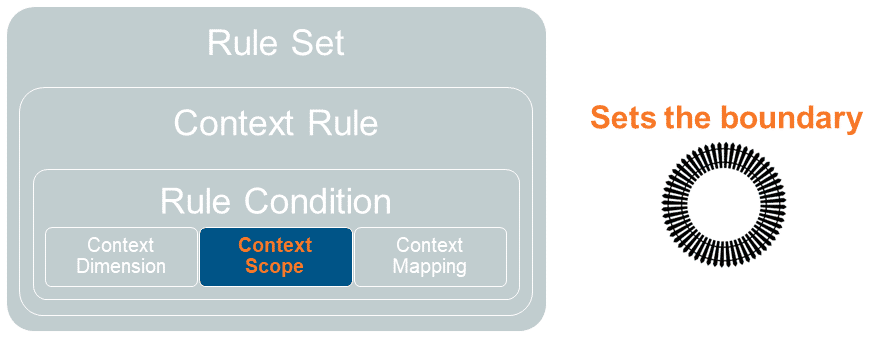 Rule Set
Context Rule
Rule Condition
Context
Dimension
Context
Scope
Context
Mapping
Sets the boundary